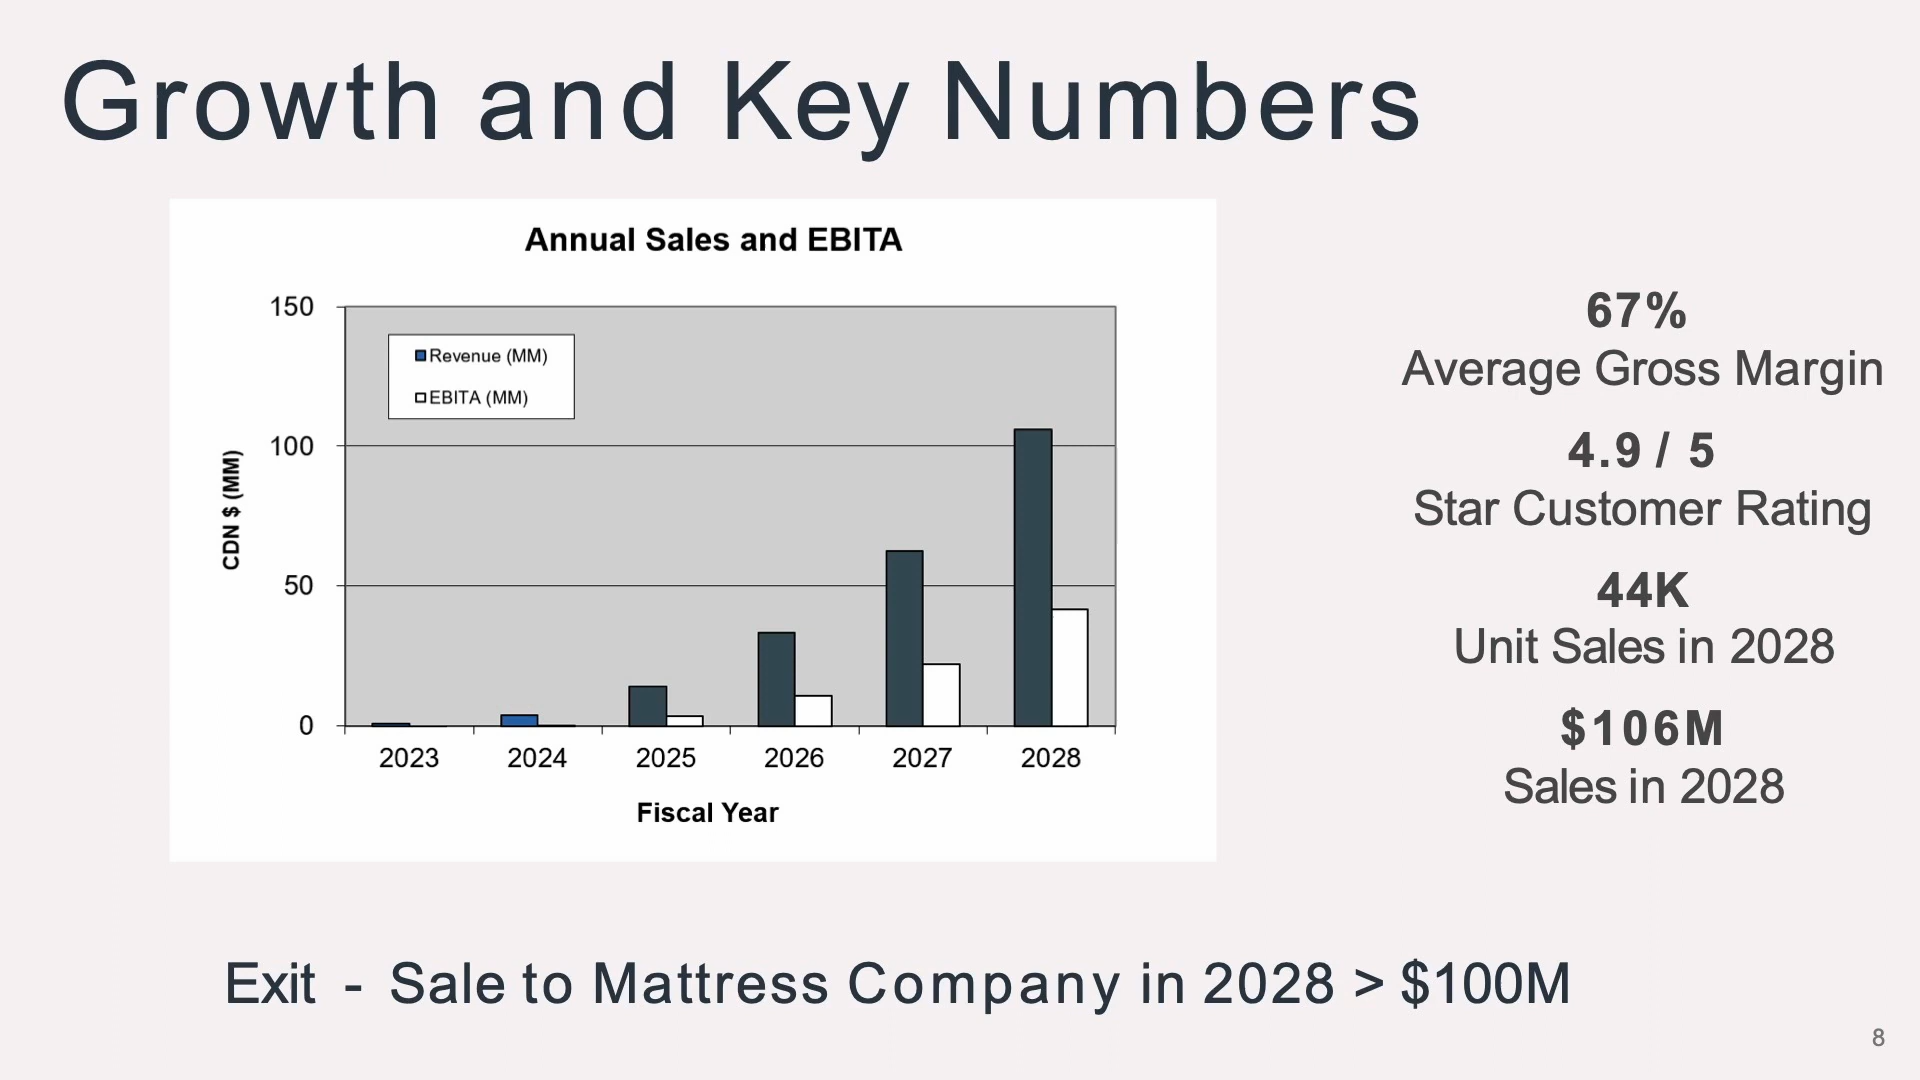 Growth and Key Numbers
Annual Sales and EBITA
150
100
50
0
CDN $ (MM)
Revenue (MM)
EBITA (MM)
2023 2024 2025 2026 2027 2028
Fiscal Year
67%
Average Gross Margin
4.9 / 5
Star Customer Rating
44K
Unit Sales in 2028
$106M
Sales in 2028
Exit - Sale to Mattress Company in 2028 > $100M
8